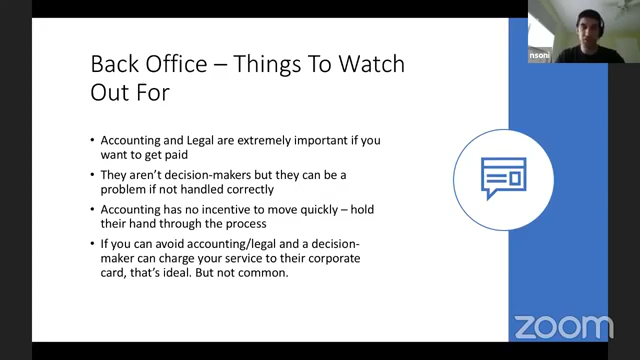 Back Office – Things To Watch
Out For
nsoni
• Accounting and Legal are extremely important if you
want to get paid
• They aren't decision-makers but they can be a
problem if not handled correctly
• Accounting has no incentive to move quickly – hold
their hand through the process
• If you can avoid accounting/legal and a decision-
maker can charge your service to their corporate
card, that's ideal. But not common.
zoom